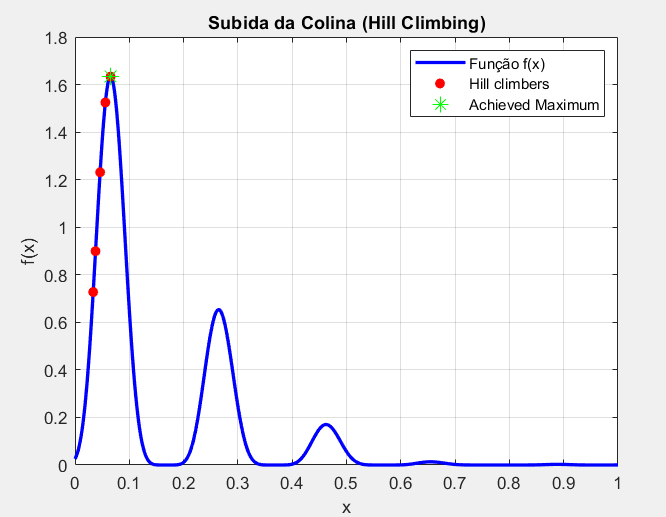 Subida da Colina (Hill Climbing)
Função f(x)
Hill climbers
Achieved Maximum
f(x)
1.8
1.6
1.4
1.2
1
0.8
0.6
0.4
0.2
0
0 0.1 0.2 0.3 0.4 0.5 0.6 0.7 0.8 0.9 1
x